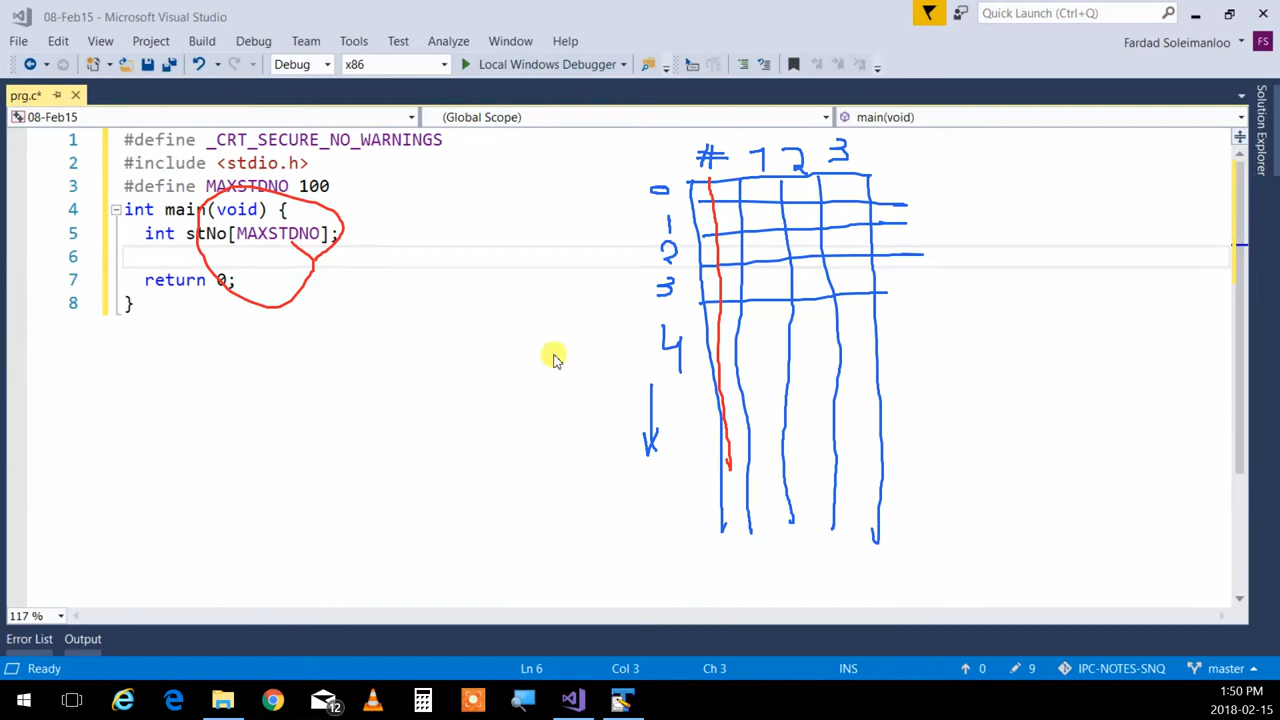 08-Feb15 - Microsoft Visual Studio
Quick Launch (Ctrl+Q)
File Edit View Project Build Debug Team Tools Test Analyze Window Help
Fardad Soleimanloo FS
Debug x86 Local Windows Debugger
prg.c*
08-Feb15 (Global Scope) main(void)
Solution Explorer
1 #define _CRT_SECURE_NO_WARNINGS
2 #include <stdio.h>
3 #define MAXSTDNO 100
4 int main(void) {
5 int stNo[MAXSTDNO];
6
7 return 0;
8 }
# 1 2 3
0
1
2
3
4
117 %
Error List Output
Ready Ln 6 Col 3 Ch 3 INS 0 9 IPC-NOTES-SNQ master
12
1:50 PM
2018-02-15